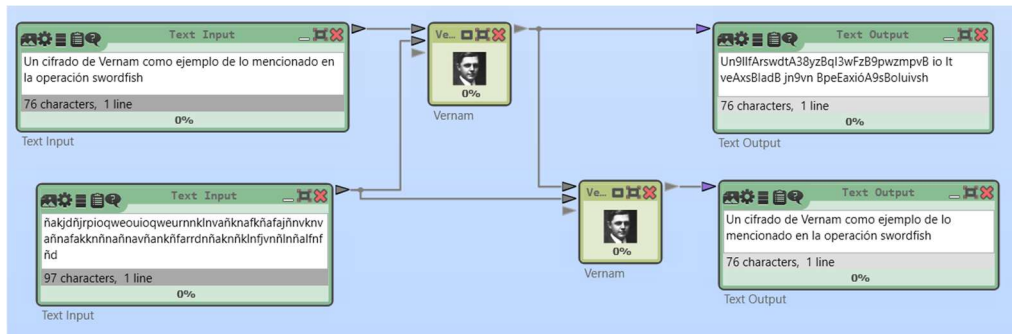 Text Input
Un cifrado de Vernam como ejemplo de lo mencionado en
la operación swordfish
76 characters, 1 line
0%
Text Input
Ve...
0%
Vernam
Text Output
Un9IIfArswdtA38yzBqI3wFzB9pwzmpvB io It
veAxsBladB jn9vn BpeEaxióA9sBoIuivsh
76 characters, 1 line
0%
Text Output
Text Input
ñakjdñjrpioqweouioqweurnnklnvañknafkñafajñnvknv
añnafakknñnañnavñankñfarrdnñaknñklnfjvnñlnñalfnf
ñd
97 characters, 1 line
0%
Text Input
Ve...
0%
Vernam
Text Output
Un cifrado de Vernam como ejemplo de lo
mencionado en la operación swordfish
76 characters, 1 line
0%
Text Output